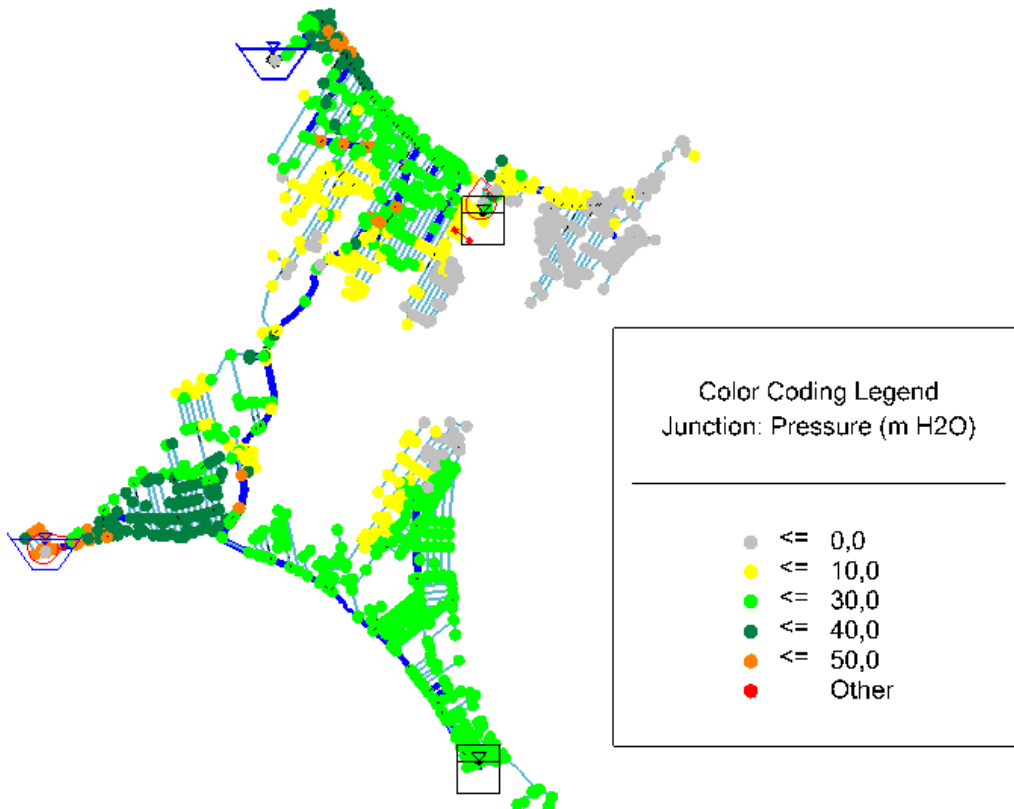 Color Coding Legend
Junction: Pressure (m H2O)
<= 0,0
<= 10,0
<= 30,0
<= 40,0
<= 50,0
Other